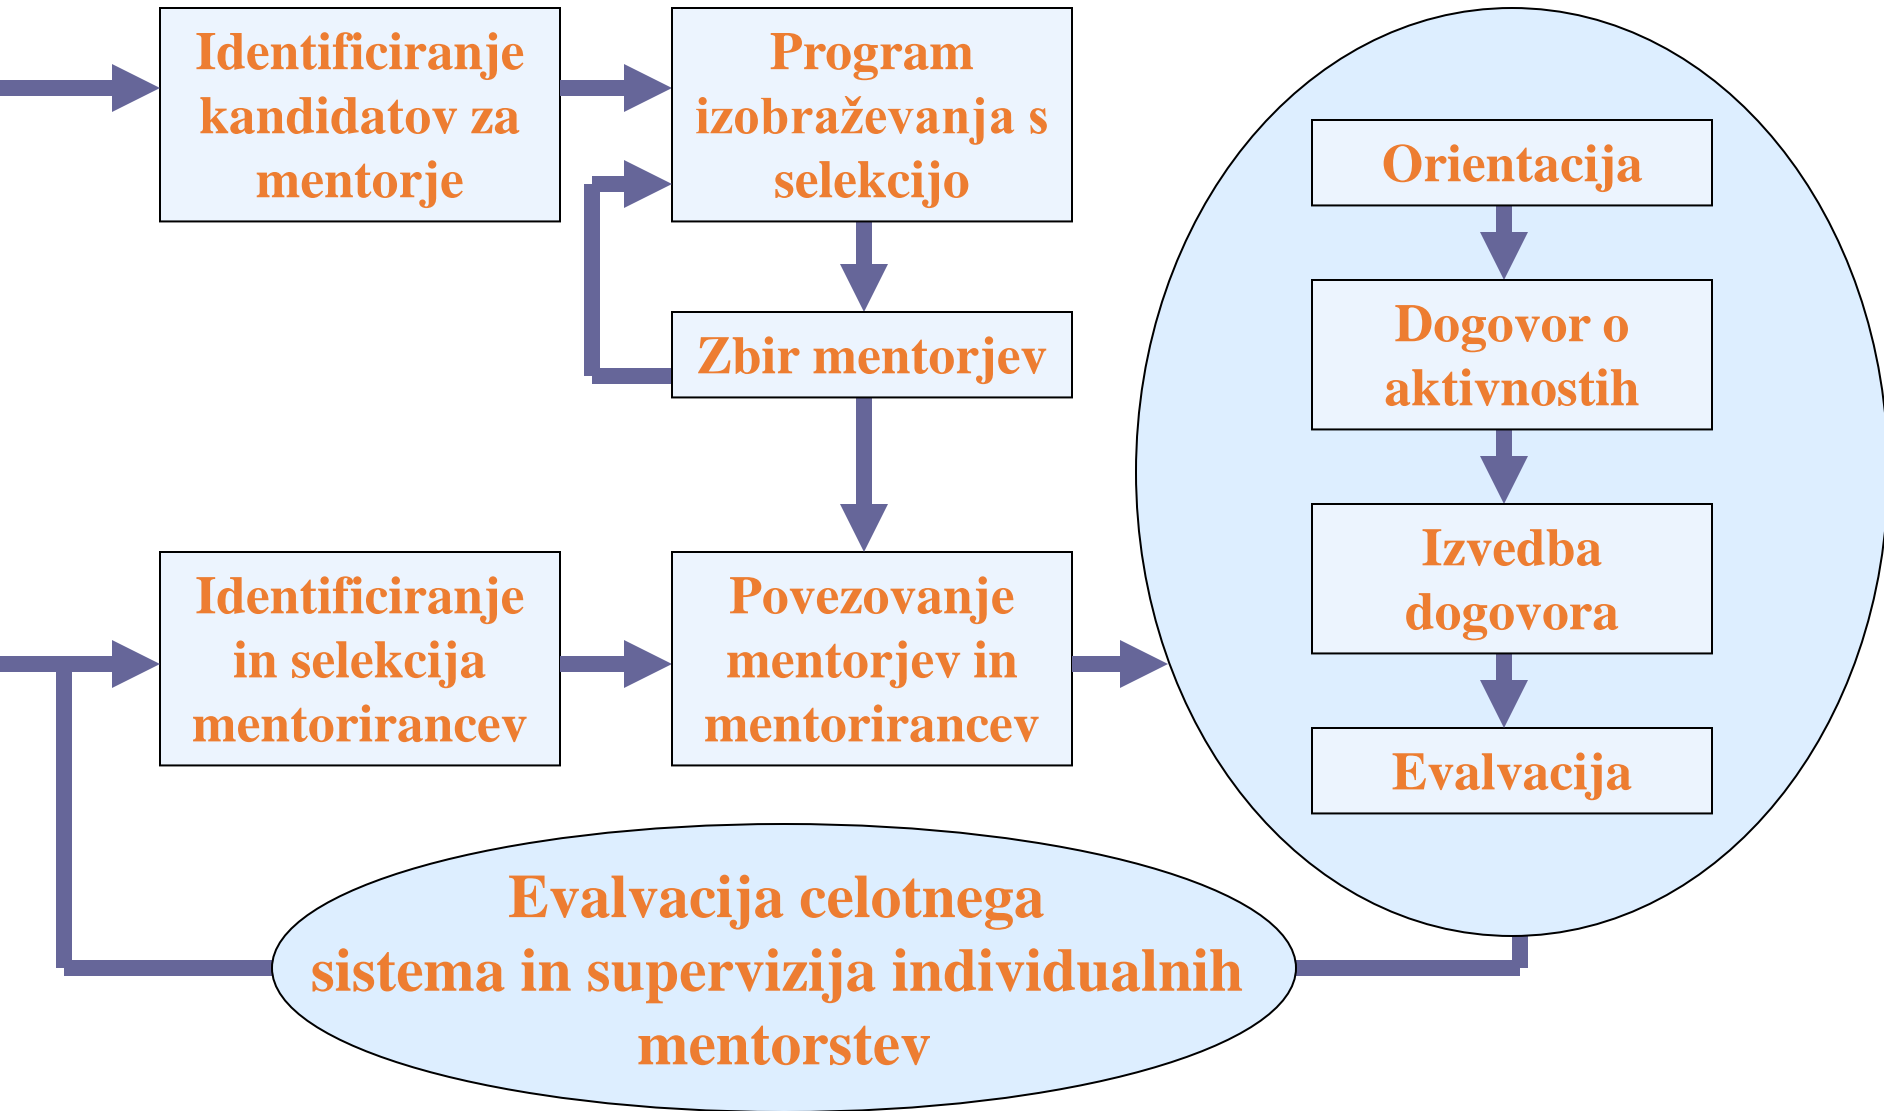 Identificiranje
kandidatov za
mentorje
Program
izobraževanja s
selekcijo
Zbir mentorjev
Identificiranje
in selekcija
mentorirancev
Povezovanje
mentorjev in
mentorirancev
Orientacija
Dogovor o
aktivnostih
Izvedba
dogovora
Evalvacija
Evalvacija celotnega
sistema in supervizija individualnih
mentorstev